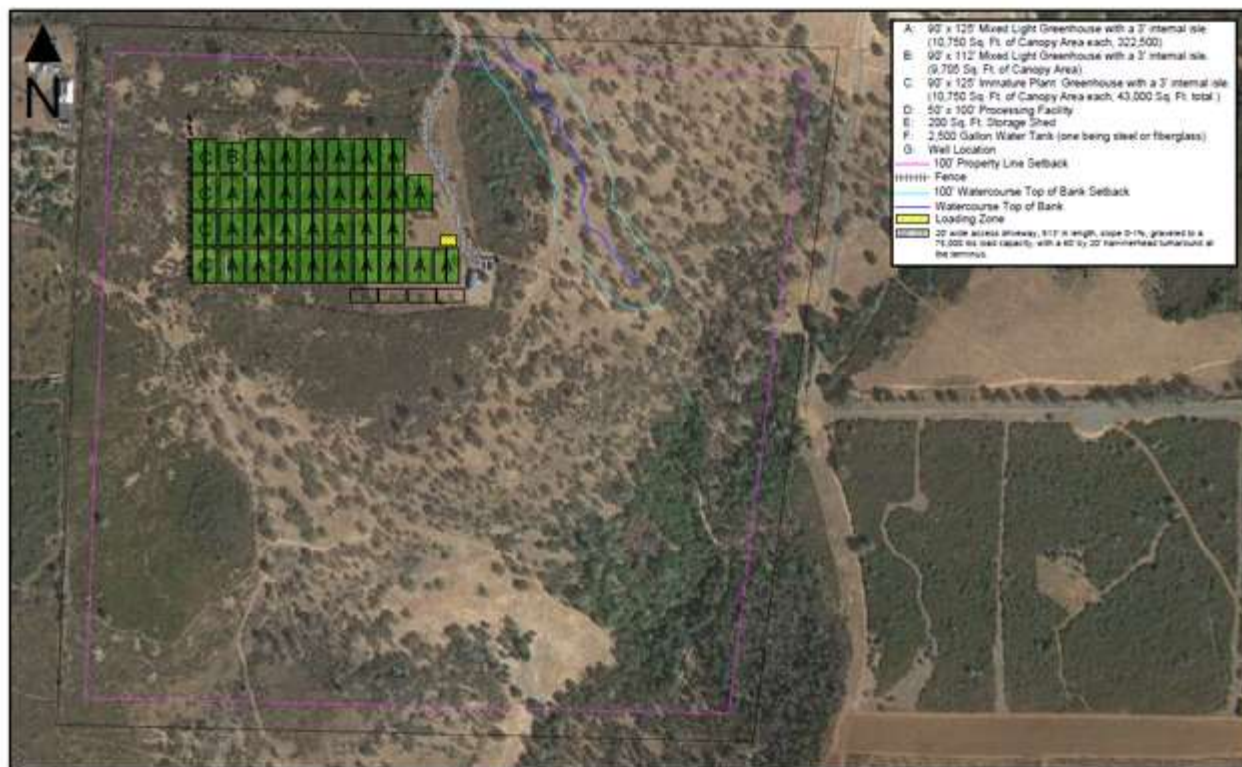 N
A: 90' x 125' Mixed Light Greenhouse with a 3' internal isle
(10,750 Sq. Ft. of Canopy Area each, 322,500)
B: 90' x 112' Mixed Light Greenhouse with a 3' internal isle.
(9,705 Sq. Ft. of Canopy Area)
C: 90' x 125' Immature Plant Greenhouse with a 3' internal isle
(10,750 Sq. Ft. of Canopy Area each, 43,000 Sq. Ft. total.)
D: 50' x 100' Processing Facility
E: 200 Sq. Ft. Storage Shed
F: 2,500 Gallon Water Tank (one being steel or fiberglass)
G: Well Location
100' Property Line Setback
Fence
100' Watercourse Top of Bank Setback
Watercourse Top of Bank
Loading Zone
20' wide access driveway, in length, slope 0-1%, graveled to a
75,000 lbs load capacity, with a 60' by 20' hammerhead turnaround at
the terminus.
C B A A A A A
A A A A A A A
A A A A
A A A A A A A